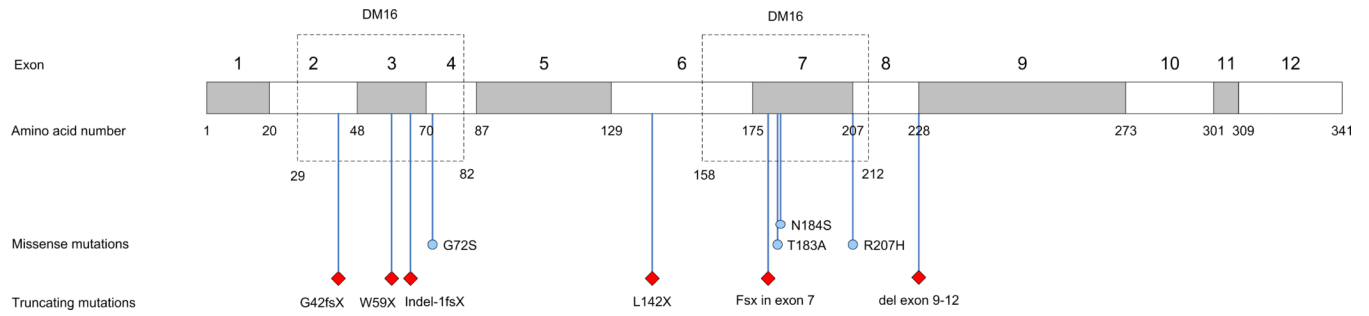 DM16 DM16
Exon 1 2 3 4 5 6 7 8 9 10 11 12
Amino acid number 1 20 48 70 87 129 175 207 228 273 301 309 341
29 82 158 212
N184S
Missense mutations G72S T183A R207H
Truncating mutations G42fsX W59X Indel-1fsX L142X Fsx in exon 7 del exon 9-12